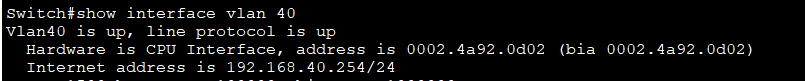 Switch#show interface vlan 40
Vlan40 is up, line protocol is up
Hardware is CPU Interface, address is 0002.4a92.0d02 (bia 0002.4a92.0d02)
Internet address is 192.168.40.254/24